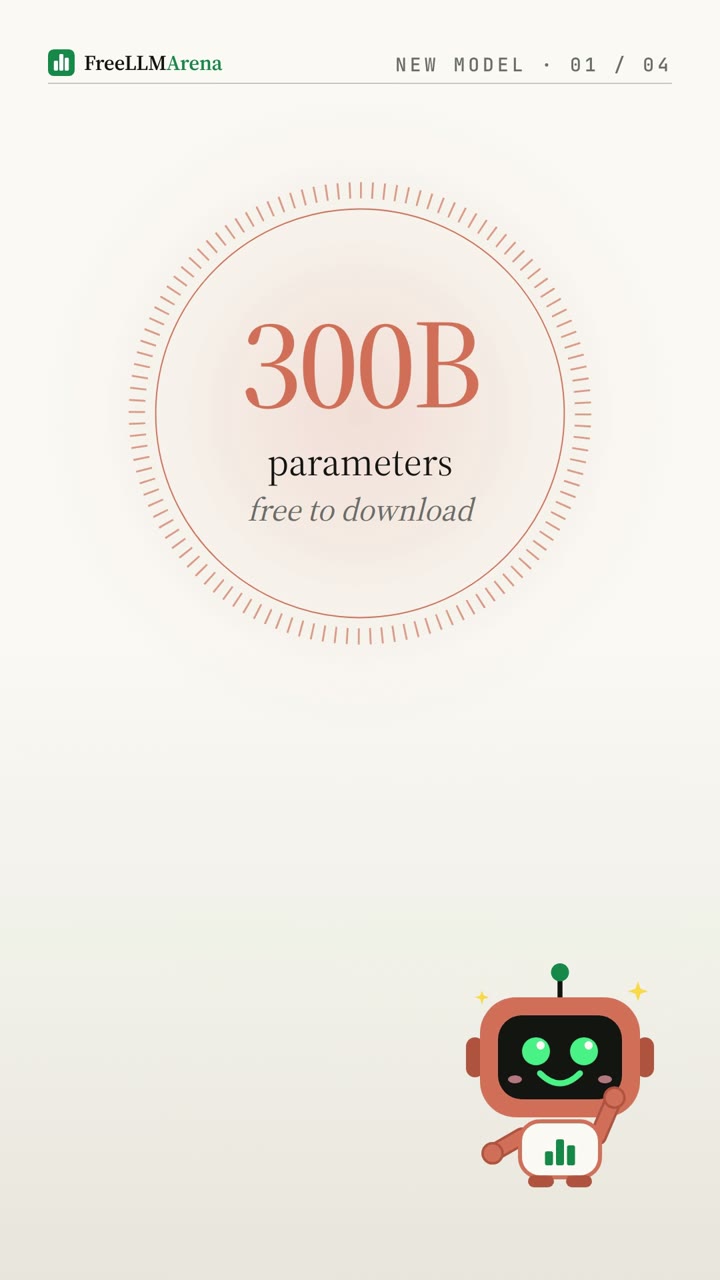 FreeLLMArena
NEW MODEL · 01 / 04
300B
parameters
free to download